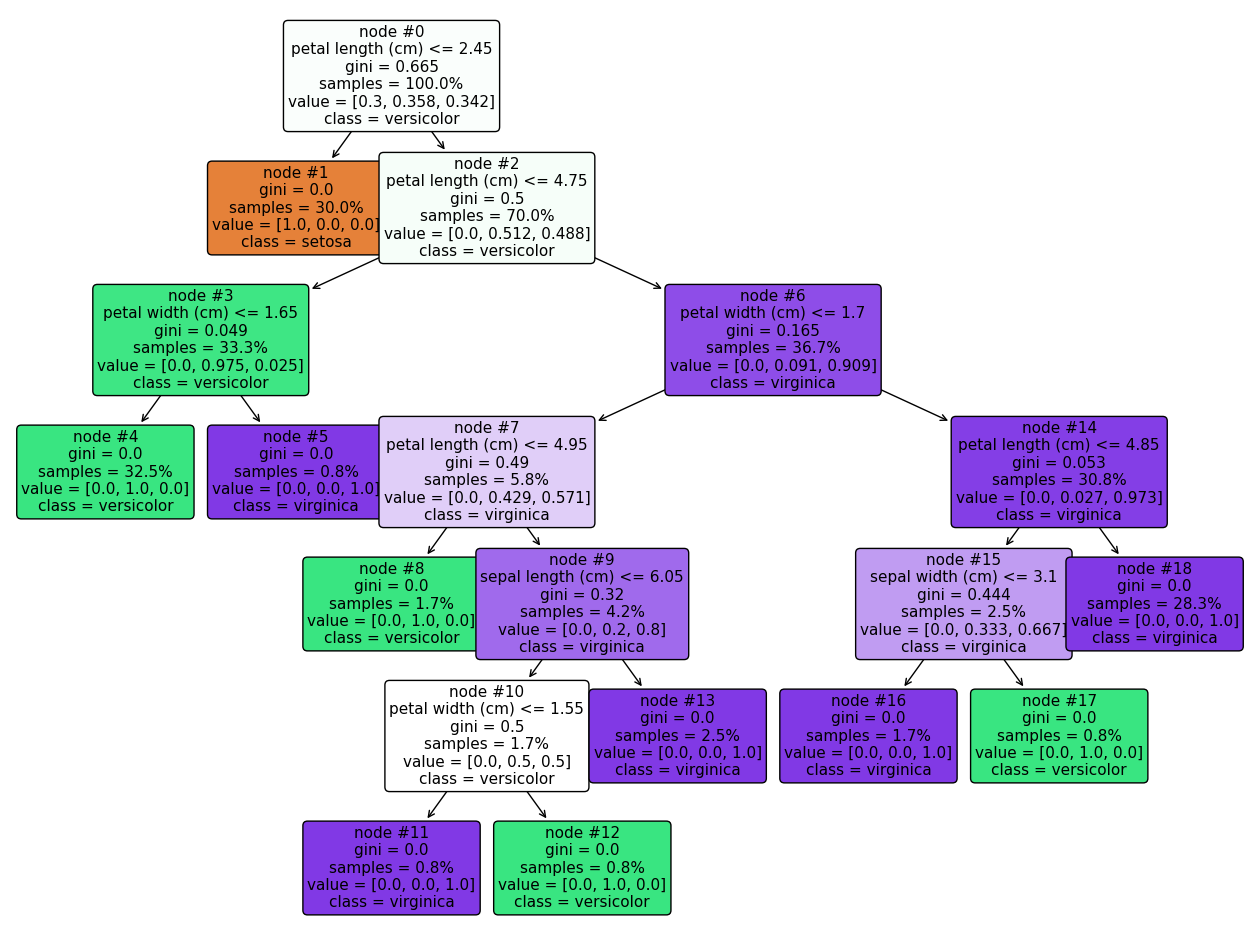 node #0
petal length (cm) <= 2.45
gini = 0.665
samples = 100.0%
value = [0.3, 0.358, 0.342]
class = versicolor
node #1
gini = 0.0
samples = 30.0%
value = [1.0, 0.0, 0.0]
class = setosa
node #2
petal length (cm) <= 4.75
gini = 0.5
samples = 70.0%
value = [0.0, 0.512, 0.488]
class = versicolor
node #3
petal width (cm) <= 1.65
gini = 0.049
samples = 33.3%
value = [0.0, 0.975, 0.025]
class = versicolor
node #6
petal width (cm) <= 1.7
gini = 0.165
samples = 36.7%
value = [0.0, 0.091, 0.909]
class = virginica
node #4
gini = 0.0
samples = 32.5%
value = [0.0, 1.0, 0.0]
class = versicolor
node #5
gini = 0.0
samples = 0.8%
value = [0.0, 0.0, 1.0]
class = virginica
node #7
petal length (cm) <= 4.95
gini = 0.49
samples = 5.8%
value = [0.0, 0.429, 0.571]
class = virginica
node #14
petal length (cm) <= 4.85
gini = 0.053
samples = 30.8%
value = [0.0, 0.027, 0.973]
class = virginica
node #8
gini = 0.0
samples = 1.7%
value = [0.0, 1.0, 0.0]
class = versicolor
node #9
sepal length (cm) <= 6.05
gini = 0.32
samples = 4.2%
value = [0.0, 0.2, 0.8]
class = virginica
node #15
sepal width (cm) <= 3.1
gini = 0.444
samples = 2.5%
value = [0.0, 0.333, 0.667]
class = virginica
node #18
gini = 0.0
samples = 28.3%
value = [0.0, 0.0, 1.0]
class = virginica
node #10
petal width (cm) <= 1.55
gini = 0.5
samples = 1.7%
value = [0.0, 0.5, 0.5]
class = versicolor
node #13
gini = 0.0
samples = 2.5%
value = [0.0, 0.0, 1.0]
class = virginica
node #16
gini = 0.0
samples = 1.7%
value = [0.0, 0.0, 1.0]
class = virginica
node #17
gini = 0.0
samples = 0.8%
value = [0.0, 1.0, 0.0]
class = versicolor
node #11
gini = 0.0
samples = 0.8%
value = [0.0, 0.0, 1.0]
class = virginica
node #12
gini = 0.0
samples = 0.8%
value = [0.0, 1.0, 0.0]
class = versicolor